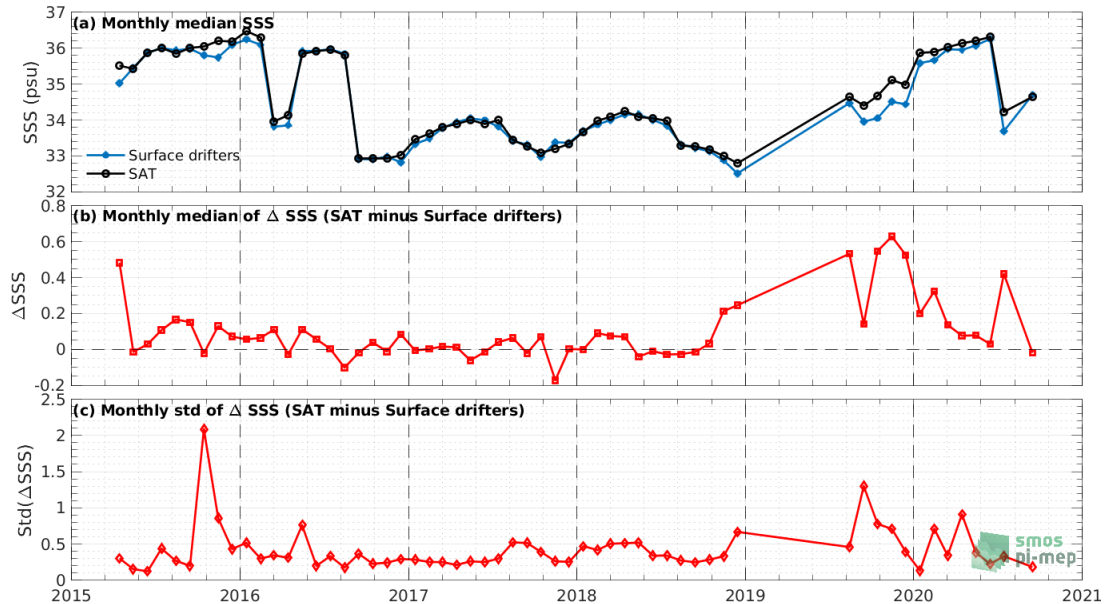 (a) Monthly median SSS
37
36
35
34
33
32
SSS (psu)
Surface drifters
SAT
(b) Monthly median of Δ SSS (SAT minus Surface drifters)
0.8
0.6
0.4
0.2
0
-0.2
ΔSSS
(c) Monthly std of Δ SSS (SAT minus Surface drifters)
2.5
2
1.5
1
0.5
0
Std(ΔSSS)
2015 2016 2017 2018 2019 2020 2021
smos
pi-mep